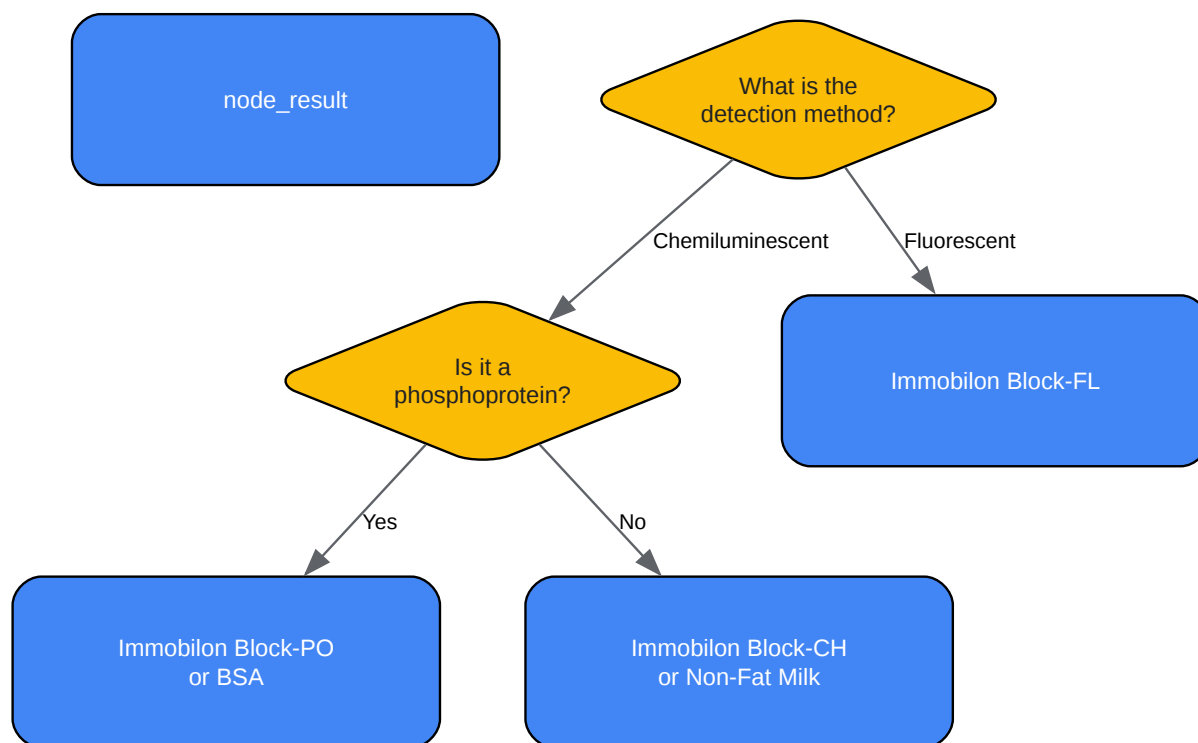 node_result
What is the
detection method?
Chemiluminescent
Fluorescent
Is it a
phosphoprotein?
Immobilon Block-FL
Yes
No
Immobilon Block-PO
or BSA
Immobilon Block-CH
or Non-Fat Milk